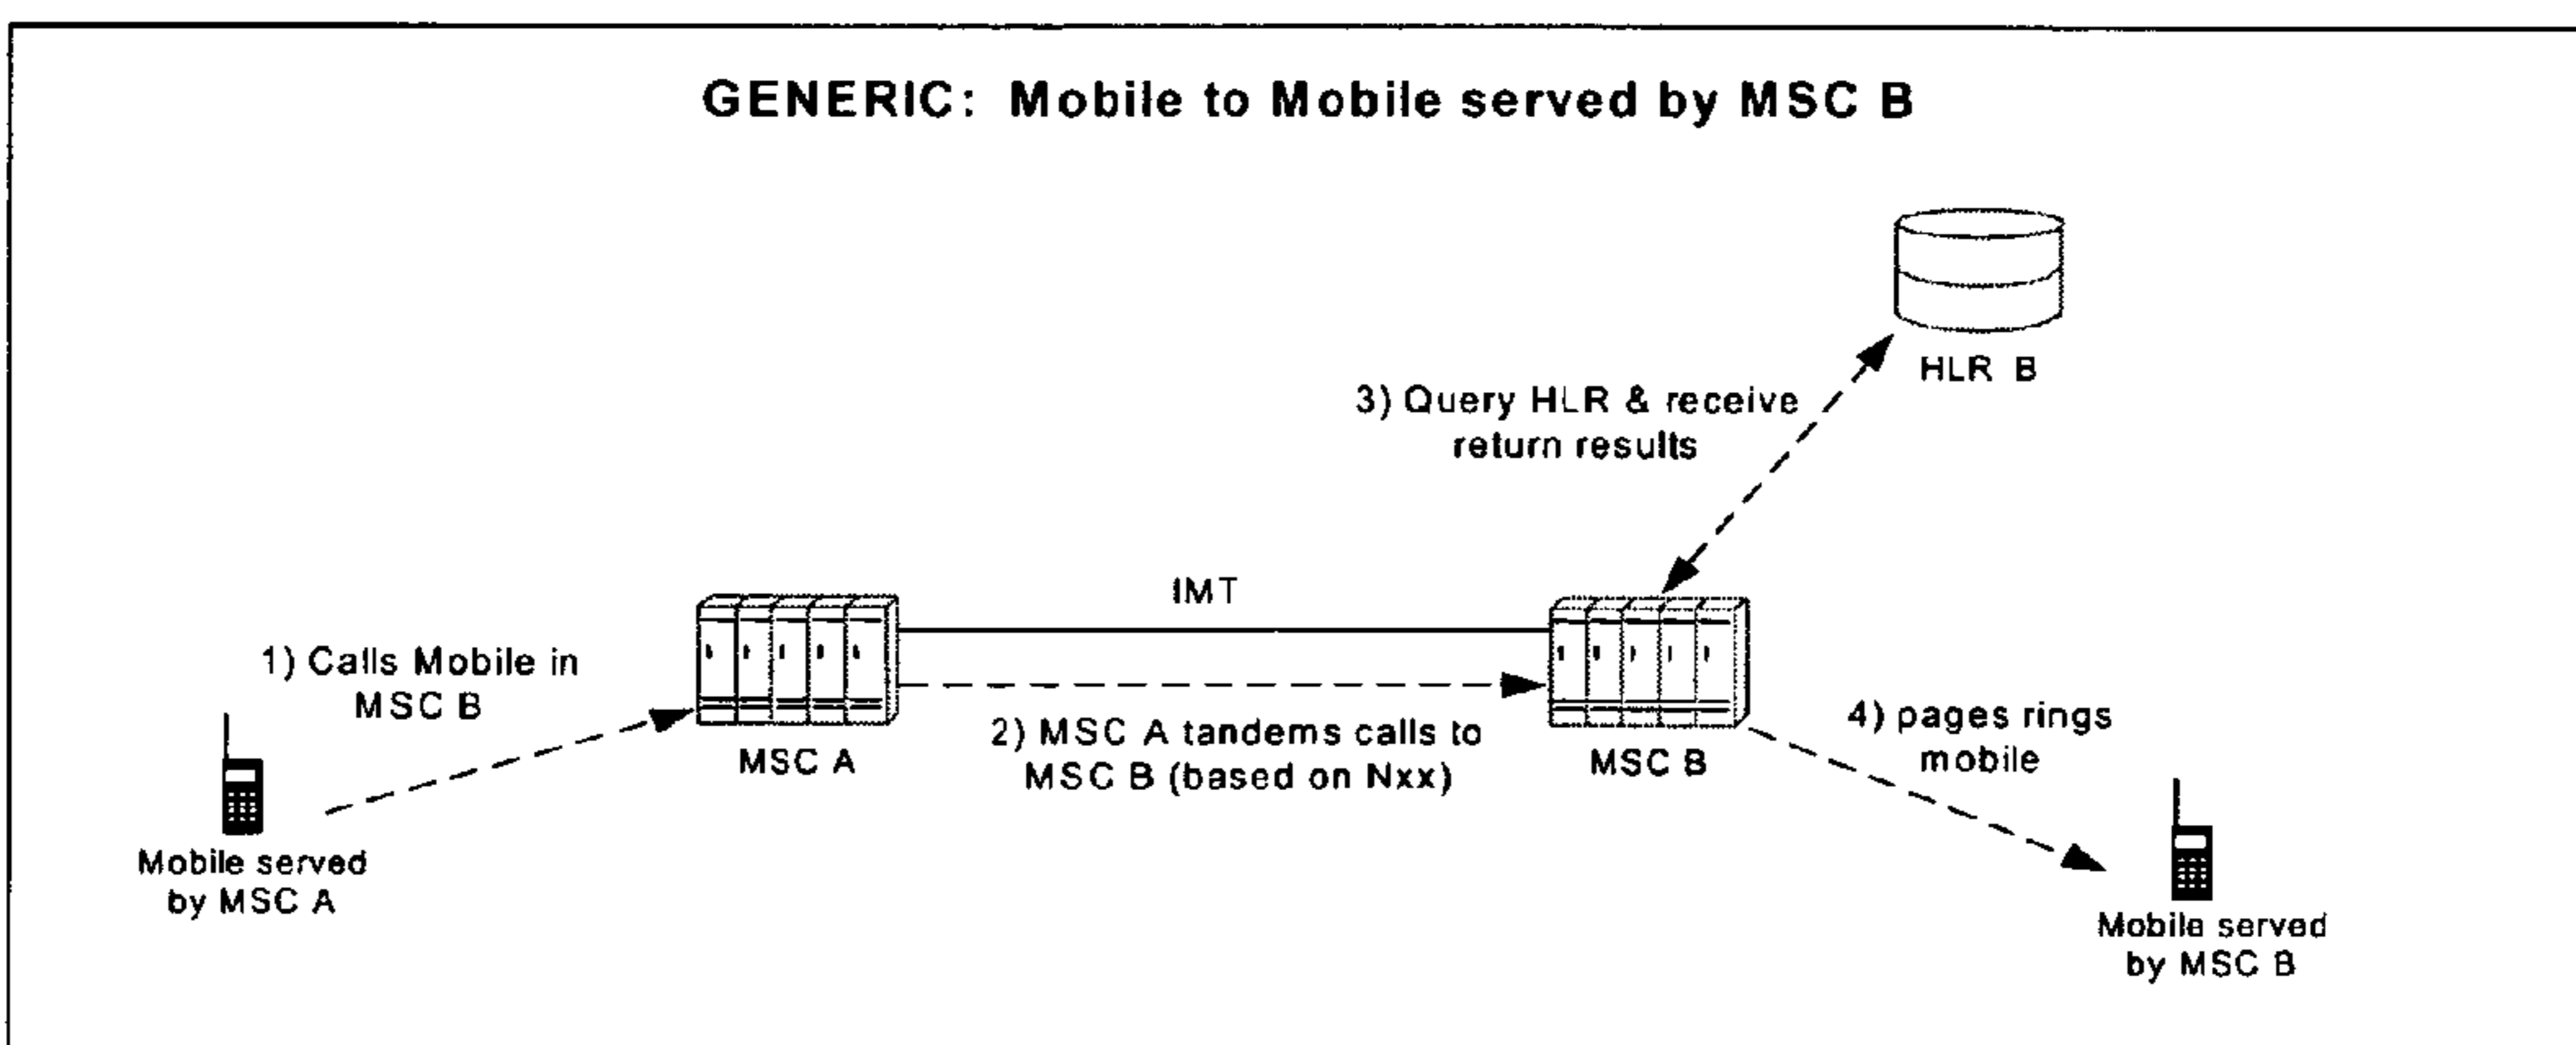 GENERIC: Mobile to Mobile served by MSC B
HLR B
3) Query HLR & receive
return results
IMT
1) Calls Mobile in
MSC B
MSC A
2) MSC A tandems calls to
MSC B (based on Nxx)
MSC B
4) pages rings
mobile
Mobile served
by MSC A
Mobile served
by MSC B